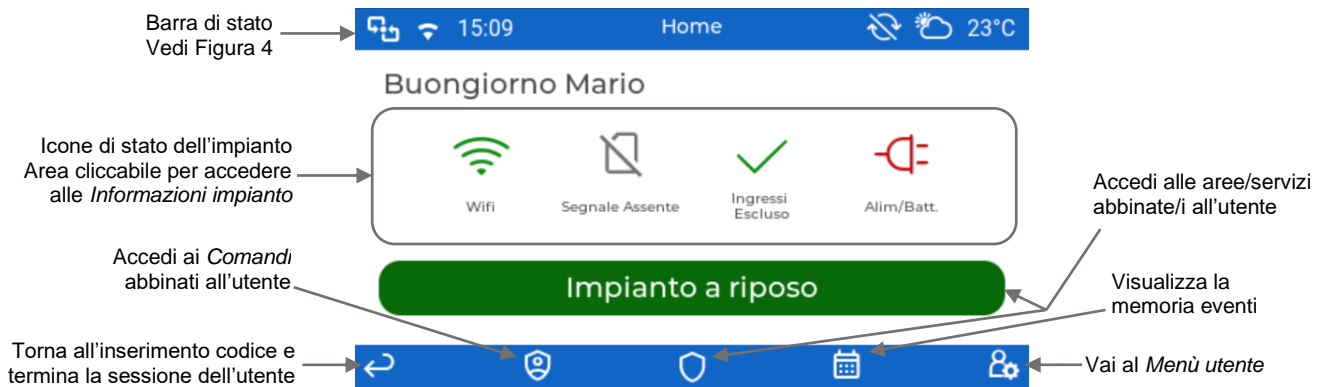 Barra di stato
Vedi Figura 4
15:09
Home
23°C
Buongiorno Mario
Icone di stato dell'impianto
Area cliccabile per accedere
alle Informazioni impianto
Wifi
Segnale Assente
Ingressi
Escluso
Alim/Batt.
Accedi alle aree/servizi
abbinate/i all'utente
Accedi ai Comandi
abbinati all'utente
Impianto a riposo
Visualizza la
memoria eventi
Torna all'inserimento codice e
termina la sessione dell'utente
Vai al Menù utente